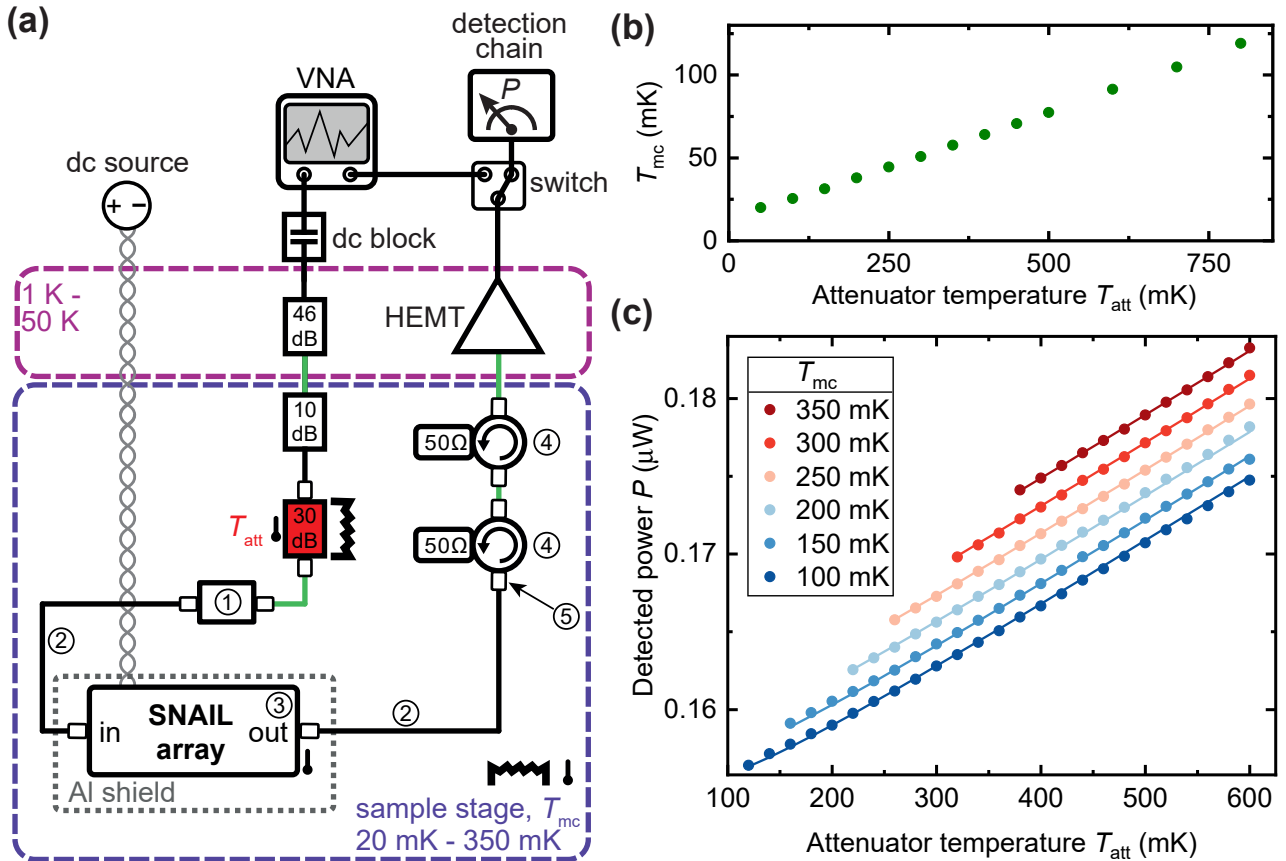 (a)
detection
chain
VNA
P
dc source
+ −
switch
dc block
1 K -
50 K
46
dB
HEMT
10
dB
50Ω
④
T_att
30
dB
50Ω
④
①
⑤
②
②
in
SNAIL
array
③
out
Al shield
sample stage, T_mc
20 mK - 350 mK
(b)
T_mc (mK)
100
50
0
0
250
500
750
Attenuator temperature T_att (mK)
(c)
Detected power P (μW)
0.18
0.17
0.16
T_mc
350 mK
300 mK
250 mK
200 mK
150 mK
100 mK
100
200
300
400
500
600
Attenuator temperature T_att (mK)